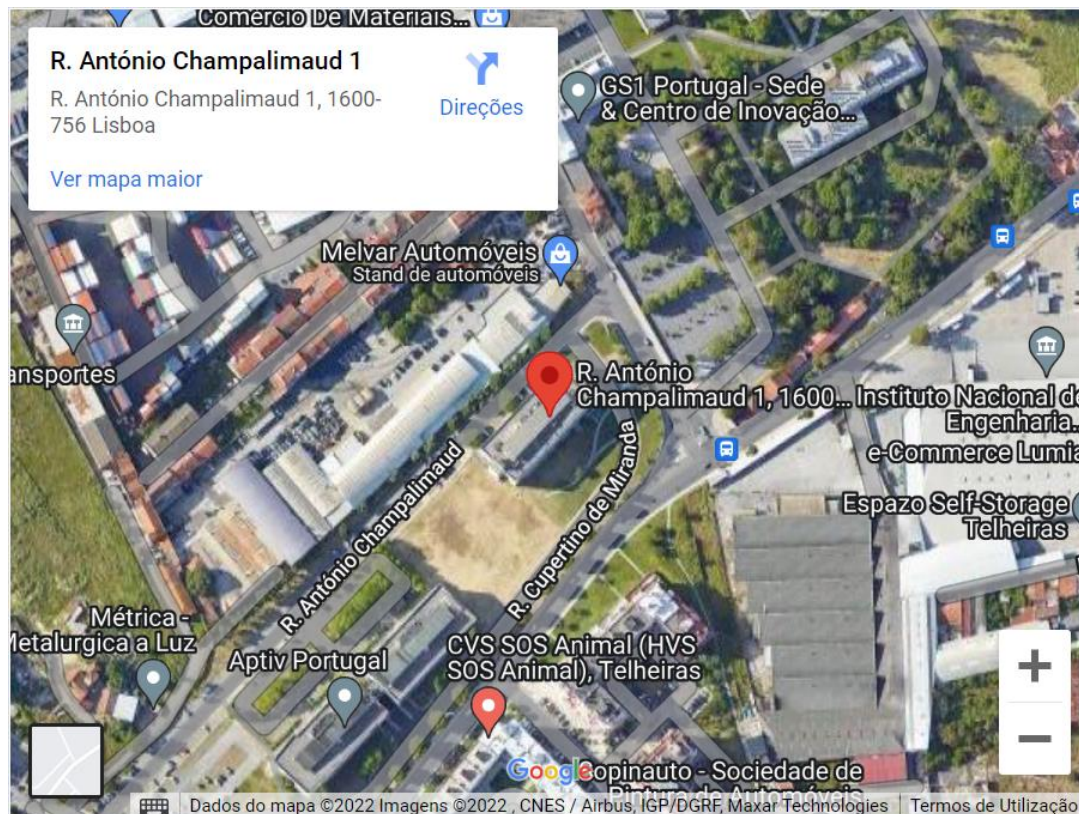 Comércio De Materiais...
R. António Champalimaud 1
R. António Champalimaud 1, 1600-
756 Lisboa
Direções
Ver mapa maior
GS1 Portugal - Sede
& Centro de Inovação...
Melvar Automóveis
Stand de automóveis
ansportes
R. António
Champalimaud 1, 1600...
Instituto Nacional de
Engenharia...
e-Commerce Lumia
R. António Champalimaud
R. Cupertino de Miranda
Espazo Self-Storage
Telheiras
Métrica -
Metalurgica a Luz
Aptiv Portugal
CVS SOS Animal (HVS
SOS Animal), Telheiras
Google
opinauto - Sociedade de
Pintura de Automóveis
Dados do mapa ©2022 Imagens ©2022 , CNES / Airbus, IGP/DGRF, Maxar Technologies
Termos de Utilização